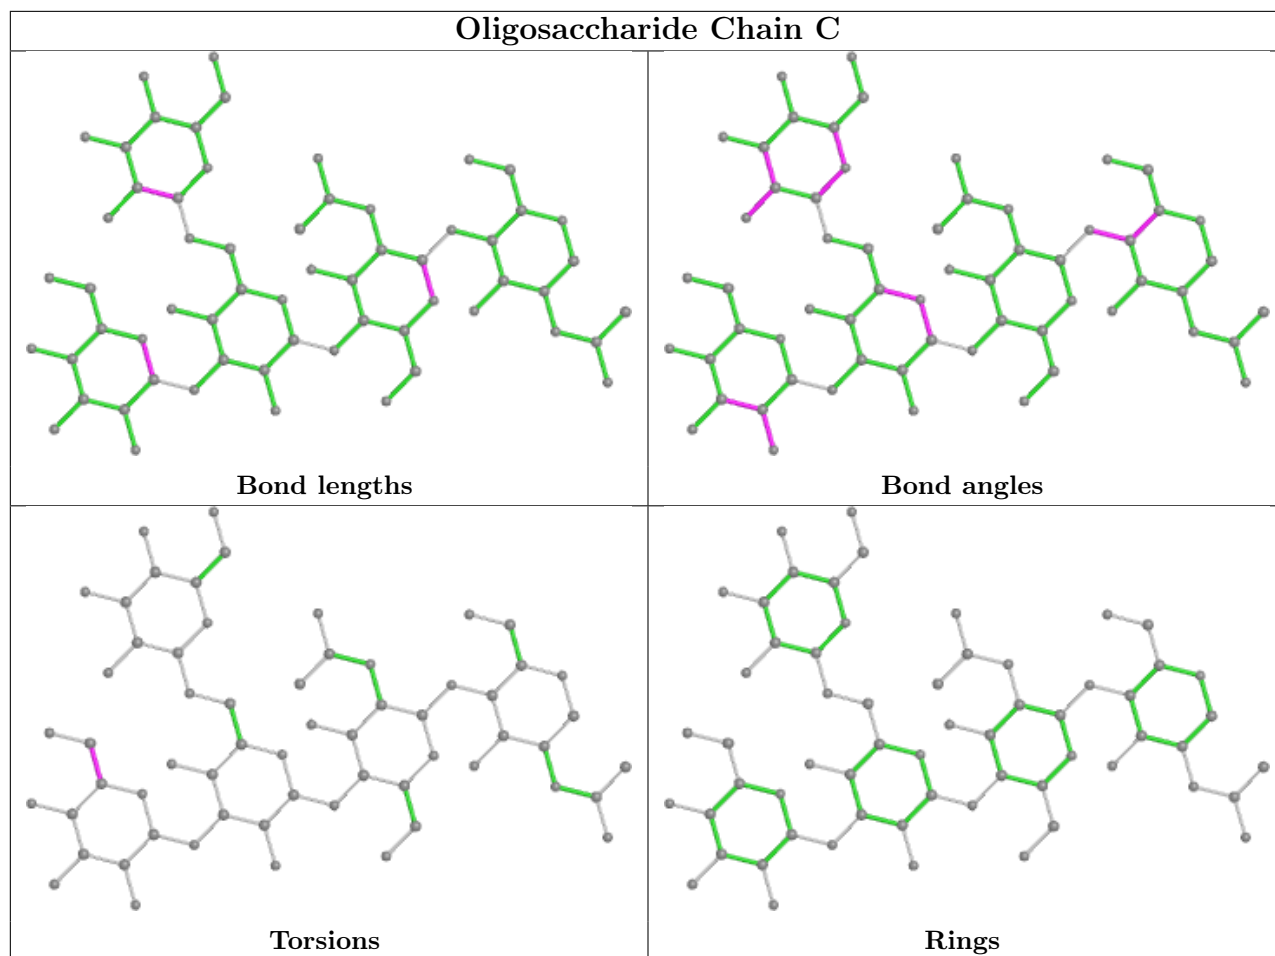 Oligosaccharide Chain C
Bond lengths
Bond angles
Torsions
Rings